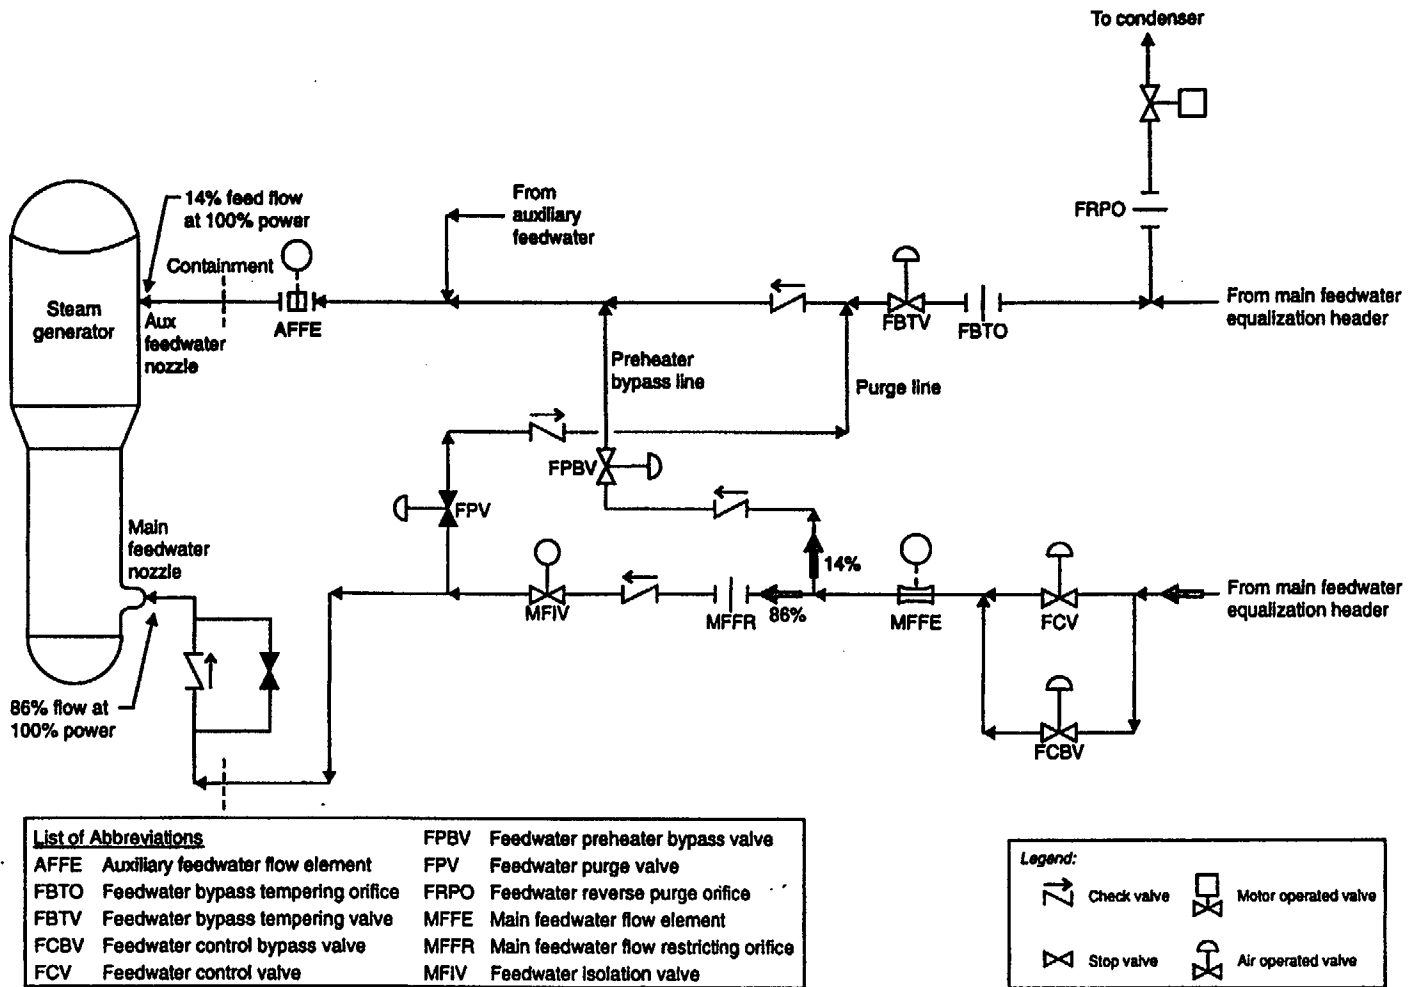 To condenser
FRPO
14% feed flow
at 100% power
From
auxiliary
feedwater
Containment
Steam
generator
Aux
feedwater
nozzle
AFFE
FBTV
FBTO
From main feedwater
equalization header
Preheater
bypass line
Purge line
FPBV
FPV
Main
feedwater
nozzle
14%
86%
MFIV
MFFR
MFFE
FCV
From main feedwater
equalization header
86% flow at
100% power
FCBV
List of Abbreviations
AFFE Auxiliary feedwater flow element
FBTO Feedwater bypass tempering orifice
FBTV Feedwater bypass tempering valve
FCBV Feedwater control bypass valve
FCV Feedwater control valve
FPBV Feedwater preheater bypass valve
FPV Feedwater purge valve
FRPO Feedwater reverse purge orifice
MFFE Main feedwater flow element
MFFR Main feedwater flow restricting orifice
MFIV Feedwater isolation valve
Legend:
Check valve
Motor operated valve
Stop valve
Air operated valve